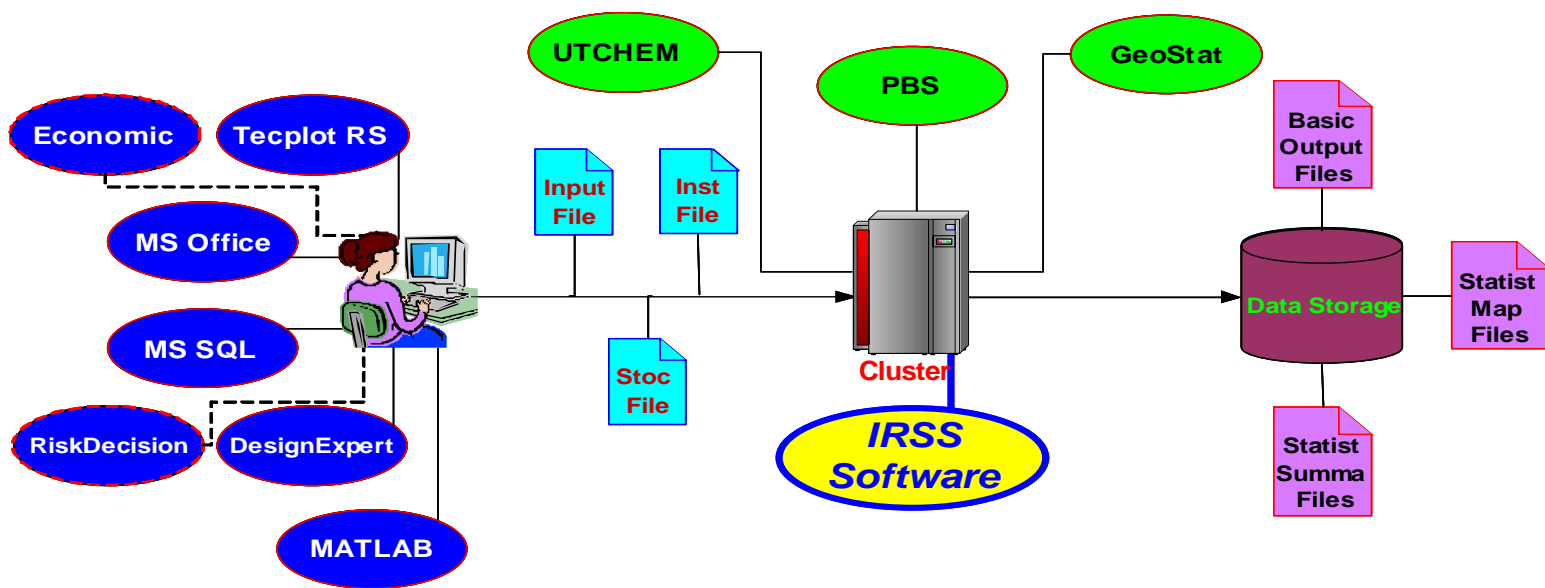 UTCHEM
PBS
GeoStat
Economic
Tecplot RS
MS Office
MS SQL
RiskDecision
DesignExpert
MATLAB
Input
File
Inst
File
Stoc
File
Cluster
IRSS
Software
Data Storage
Basic
Output
Files
Statist
Map
Files
Statist
Summa
Files